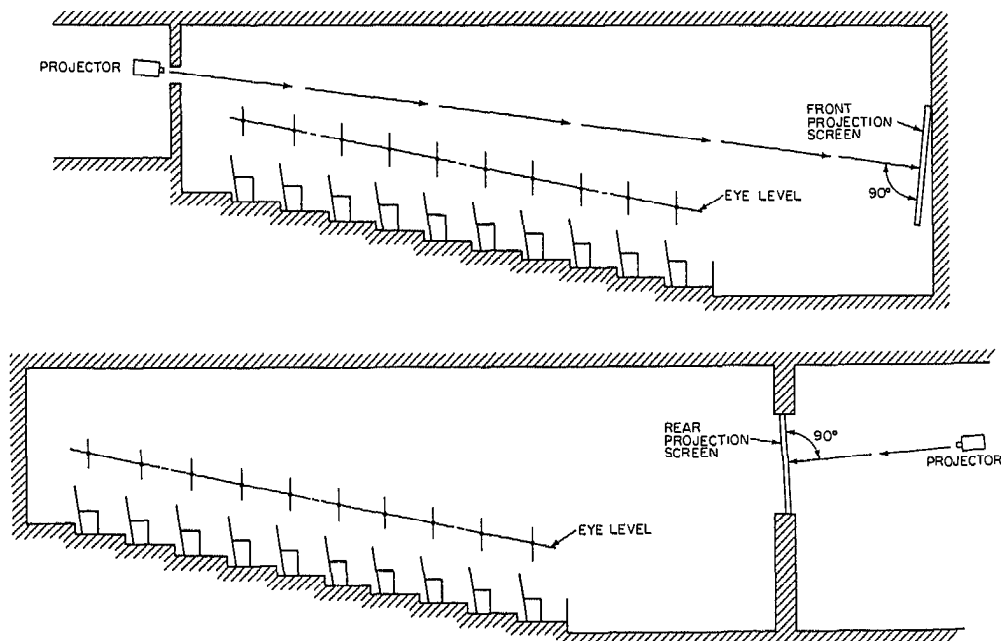 PROJECTOR
FRONT
PROJECTION
SCREEN
90°
EYE LEVEL
REAR
PROJECTION
SCREEN
90°
PROJECTOR
EYE LEVEL